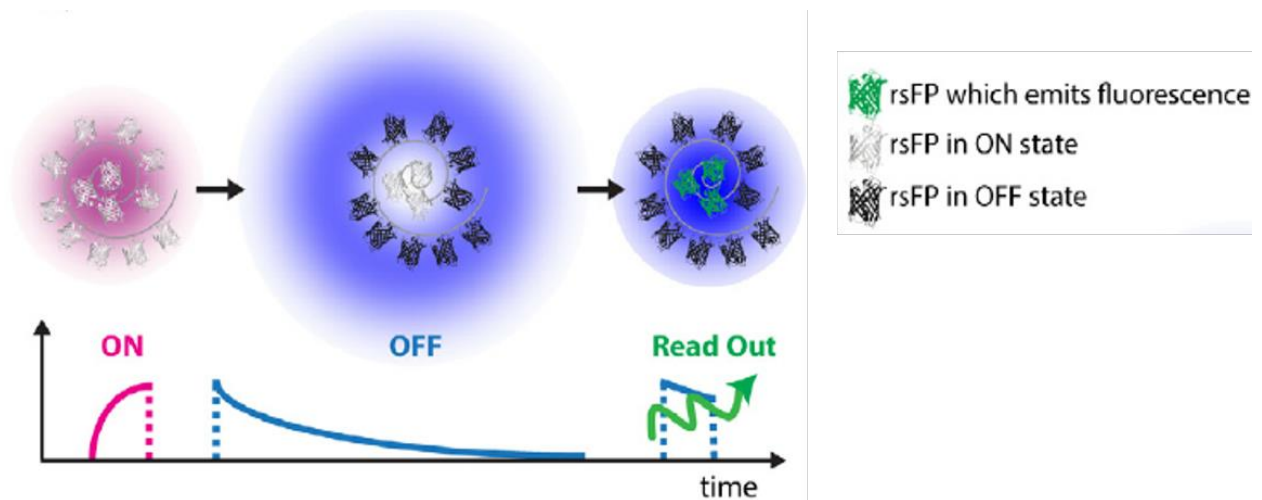 rsFP which emits fluorescence
rsFP in ON state
rsFP in OFF state
ON
OFF
Read Out
time